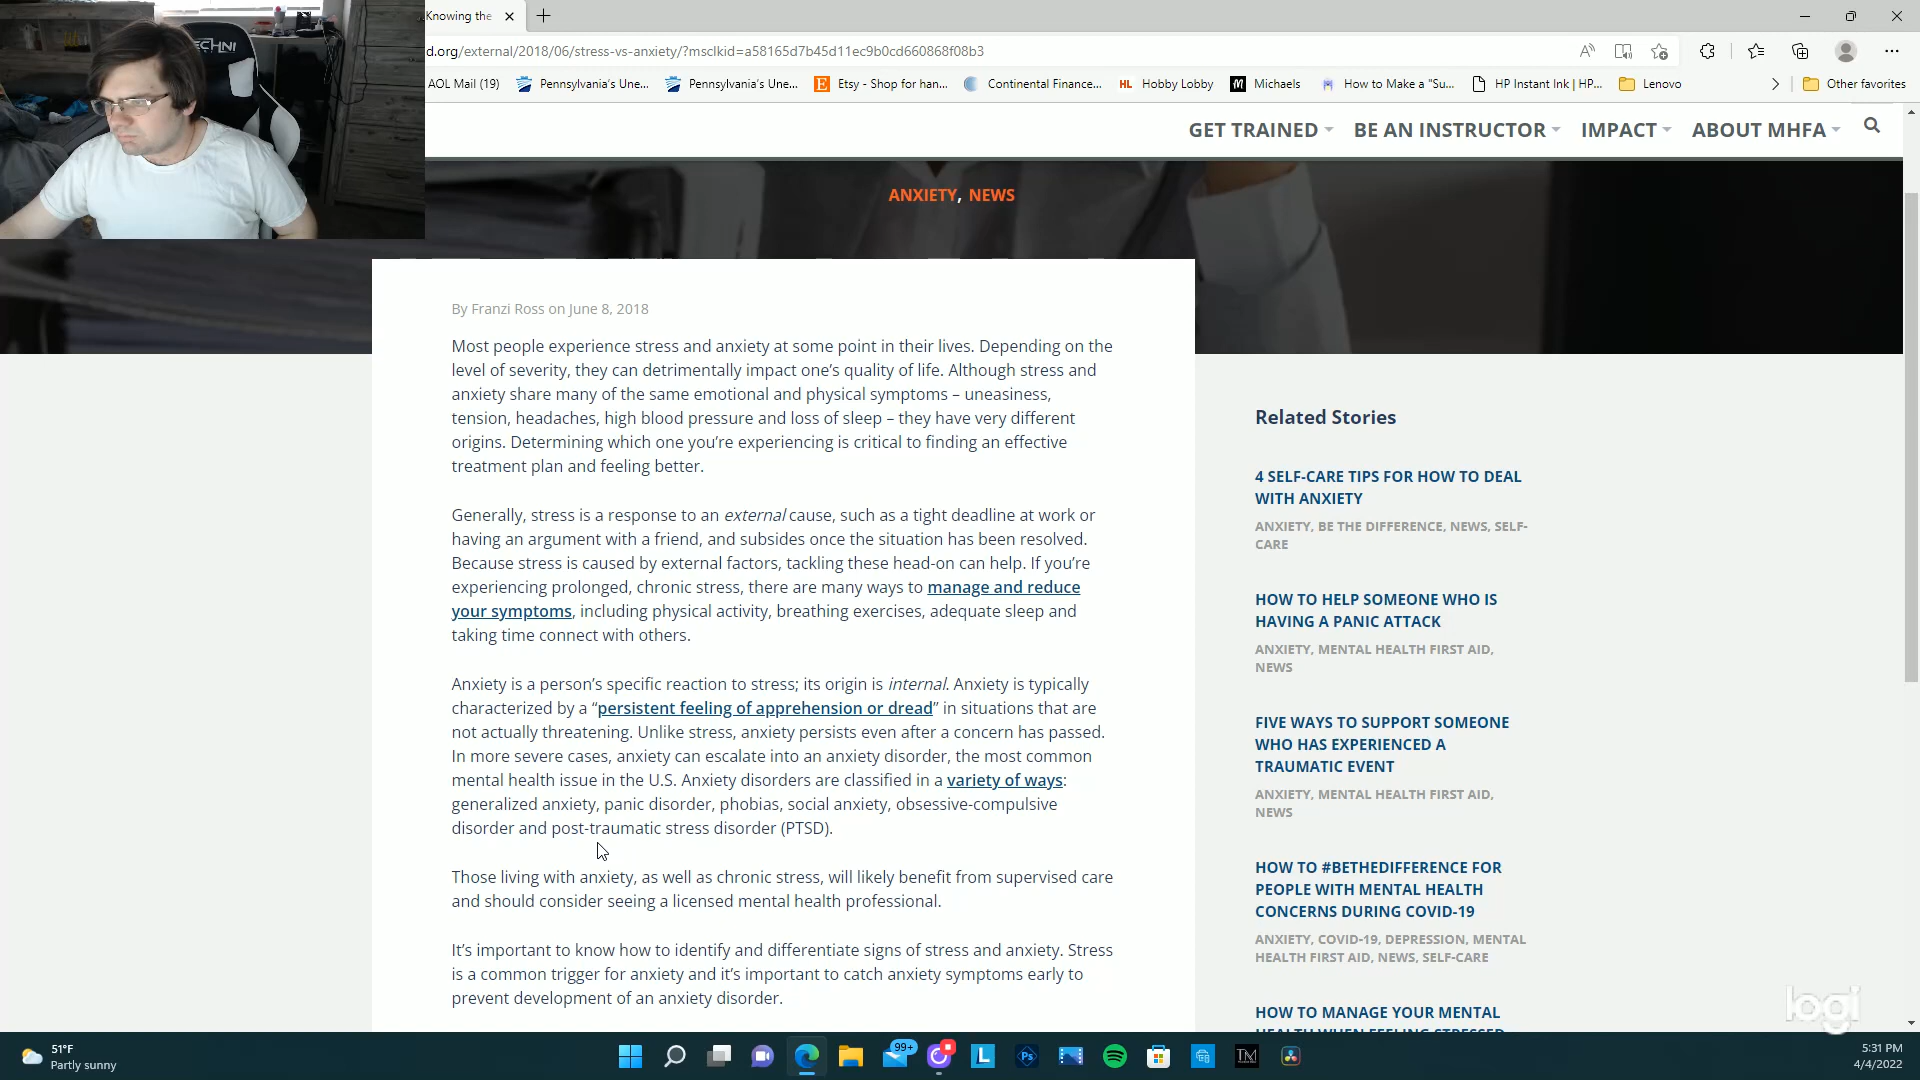 Knowing the
d.org/external/2018/06/stress-vs-anxiety/?msclkid=a58165d7b45d11ec9b0cd660868f08b3
AOL Mail (19) Pennsylvania's Une... Pennsylvania's Une... Etsy - Shop for han... Continental Finance... HL Hobby Lobby Michaels How to Make a "Su... HP Instant Ink | HP... Lenovo Other favorites
GET TRAINED BE AN INSTRUCTOR IMPACT ABOUT MHFA
ANXIETY, NEWS
By Franzi Ross on June 8, 2018
Most people experience stress and anxiety at some point in their lives. Depending on the
level of severity, they can detrimentally impact one's quality of life. Although stress and
anxiety share many of the same emotional and physical symptoms – uneasiness,
tension, headaches, high blood pressure and loss of sleep – they have very different
origins. Determining which one you're experiencing is critical to finding an effective
treatment plan and feeling better.
Generally, stress is a response to an external cause, such as a tight deadline at work or
having an argument with a friend, and subsides once the situation has been resolved.
Because stress is caused by external factors, tackling these head-on can help. If you're
experiencing prolonged, chronic stress, there are many ways to manage and reduce
your symptoms, including physical activity, breathing exercises, adequate sleep and
taking time connect with others.
Anxiety is a person's specific reaction to stress; its origin is internal. Anxiety is typically
characterized by a “persistent feeling of apprehension or dread” in situations that are
not actually threatening. Unlike stress, anxiety persists even after a concern has passed.
In more severe cases, anxiety can escalate into an anxiety disorder, the most common
mental health issue in the U.S. Anxiety disorders are classified in a variety of ways:
generalized anxiety, panic disorder, phobias, social anxiety, obsessive-compulsive
disorder and post-traumatic stress disorder (PTSD).
Those living with anxiety, as well as chronic stress, will likely benefit from supervised care
and should consider seeing a licensed mental health professional.
It's important to know how to identify and differentiate signs of stress and anxiety. Stress
is a common trigger for anxiety and it's important to catch anxiety symptoms early to
prevent development of an anxiety disorder.
Related Stories
4 SELF-CARE TIPS FOR HOW TO DEAL
WITH ANXIETY
ANXIETY, BE THE DIFFERENCE, NEWS, SELF-
CARE
HOW TO HELP SOMEONE WHO IS
HAVING A PANIC ATTACK
ANXIETY, MENTAL HEALTH FIRST AID,
NEWS
FIVE WAYS TO SUPPORT SOMEONE
WHO HAS EXPERIENCED A
TRAUMATIC EVENT
ANXIETY, MENTAL HEALTH FIRST AID,
NEWS
HOW TO #BETHEDIFFERENCE FOR
PEOPLE WITH MENTAL HEALTH
CONCERNS DURING COVID-19
ANXIETY, COVID-19, DEPRESSION, MENTAL
HEALTH FIRST AID, NEWS, SELF-CARE
HOW TO MANAGE YOUR MENTAL
HEALTH WHEN FEELING STRESSED
logi
51°F
Partly sunny
99+
L
Ps
TM
5:31 PM
4/4/2022